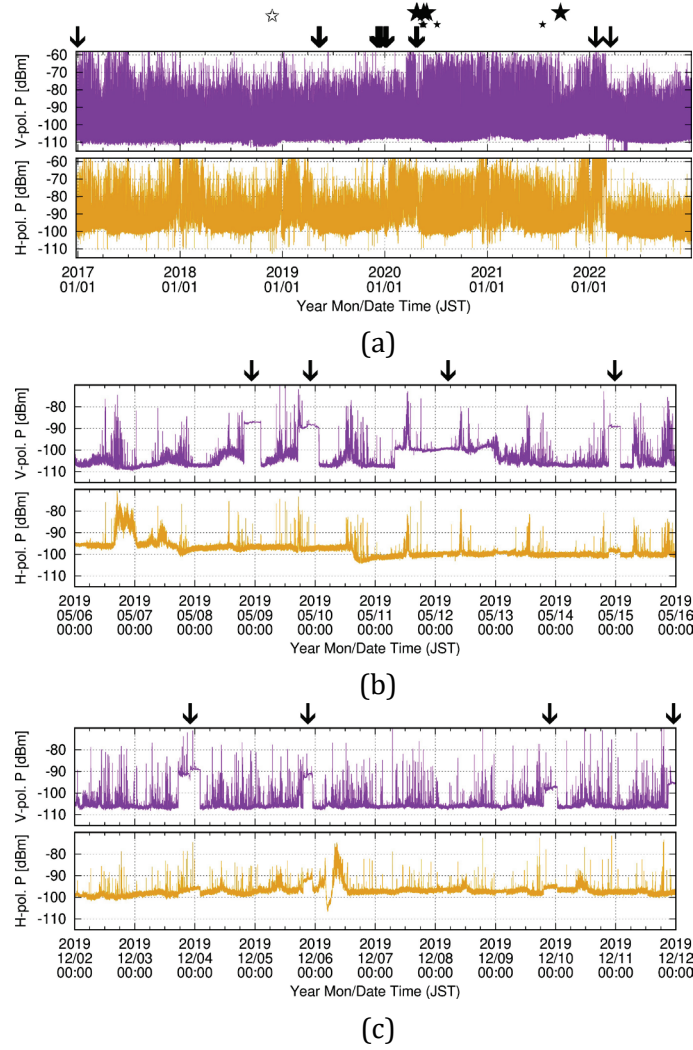 -60
-70
-80
-90
-100
-110
V-pol. P [dBm]
-60
-70
-80
-90
-100
-110
H-pol. P [dBm]
2017 2018 2019 2020 2021 2022
01/01 01/01 01/01 01/01 01/01 01/01
Year Mon/Date Time (JST)
(a)
-80
-90
-100
-110
V-pol. P [dBm]
-80
-90
-100
-110
H-pol. P [dBm]
2019 2019 2019 2019 2019 2019 2019 2019 2019 2019 2019
05/06 05/07 05/08 05/09 05/10 05/11 05/12 05/13 05/14 05/15 05/16
00:00 00:00 00:00 00:00 00:00 00:00 00:00 00:00 00:00 00:00 00:00
Year Mon/Date Time (JST)
(b)
-80
-90
-100
-110
V-pol. P [dBm]
-80
-90
-100
-110
H-pol. P [dBm]
2019 2019 2019 2019 2019 2019 2019 2019 2019 2019 2019
12/02 12/03 12/04 12/05 12/06 12/07 12/08 12/09 12/10 12/11 12/12
00:00 00:00 00:00 00:00 00:00 00:00 00:00 00:00 00:00 00:00 00:00
Year Mon/Date Time (JST)
(c)